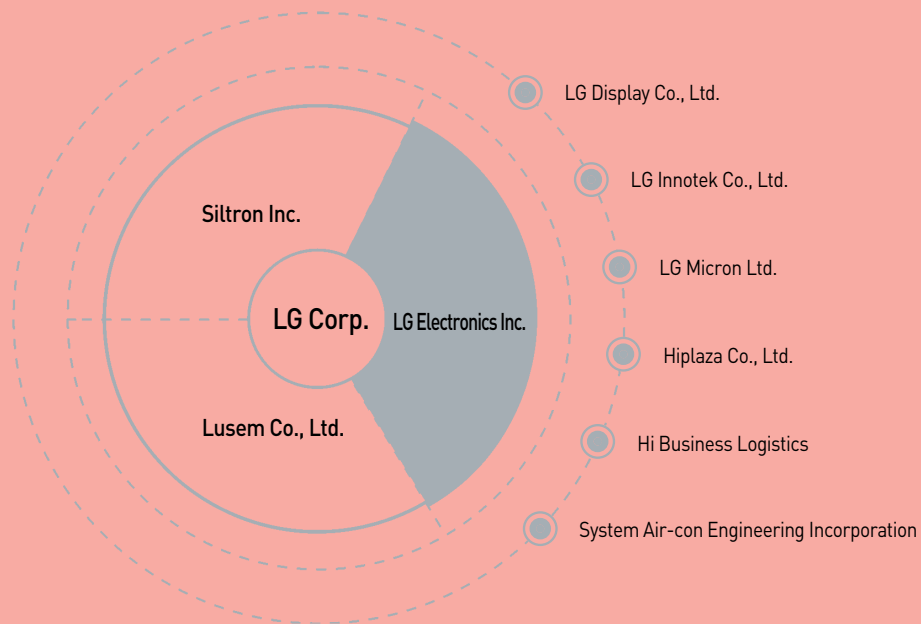 LG Display Co., Ltd.
LG Innotek Co., Ltd.
Siltron Inc.
LG Micron Ltd.
LG Corp.
LG Electronics Inc.
Hiplaza Co., Ltd.
Lusem Co., Ltd.
Hi Business Logistics
System Air-con Engineering Incorporation